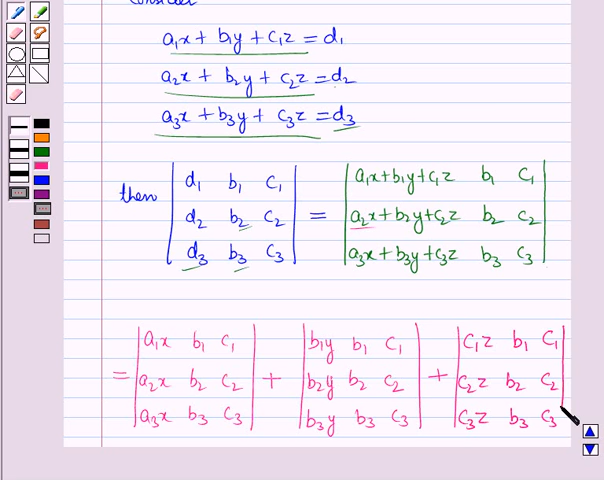 consider
a₁x + b₁y + c₁z = d₁
a₂x + b₂y + c₂z = d₂
a₃x + b₃y + c₃z = d₃
then | d₁ b₁ c₁ | = | a₁x+b₁y+c₁z b₁ c₁ |
| d₂ b₂ c₂ | | a₂x+b₂y+c₂z b₂ c₂ |
| d₃ b₃ c₃ | | a₃x+b₃y+c₃z b₃ c₃ |
= | a₁x b₁ c₁ | + | b₁y b₁ c₁ | + | c₁z b₁ c₁ |
| a₂x b₂ c₂ | | b₂y b₂ c₂ | | c₂z b₂ c₂ |
| a₃x b₃ c₃ | | b₃y b₃ c₃ | | c₃z b₃ c₃ |